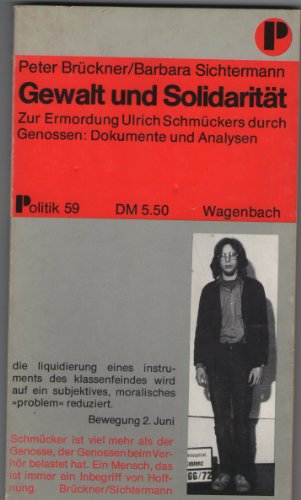 P
Peter Brückner/Barbara Sichtermann
Gewalt und Solidarität
Zur Ermordung Ulrich Schmückers durch
Genossen: Dokumente und Analysen
Politik 59 DM 5.50 Wagenbach
die liquidierung eines instru-
ments des klassenfeindes wird
auf ein subjektives, moralisches
»problem« reduziert.
Bewegung 2. Juni
Schmücker ist viel mehr als der
Genosse, der Genossen beim Ver-
hör belastet hat. Ein Mensch, das
ist immer ein Inbegriff von Hoff-
nung. Brückner/Sichtermann
oblenz
66/72